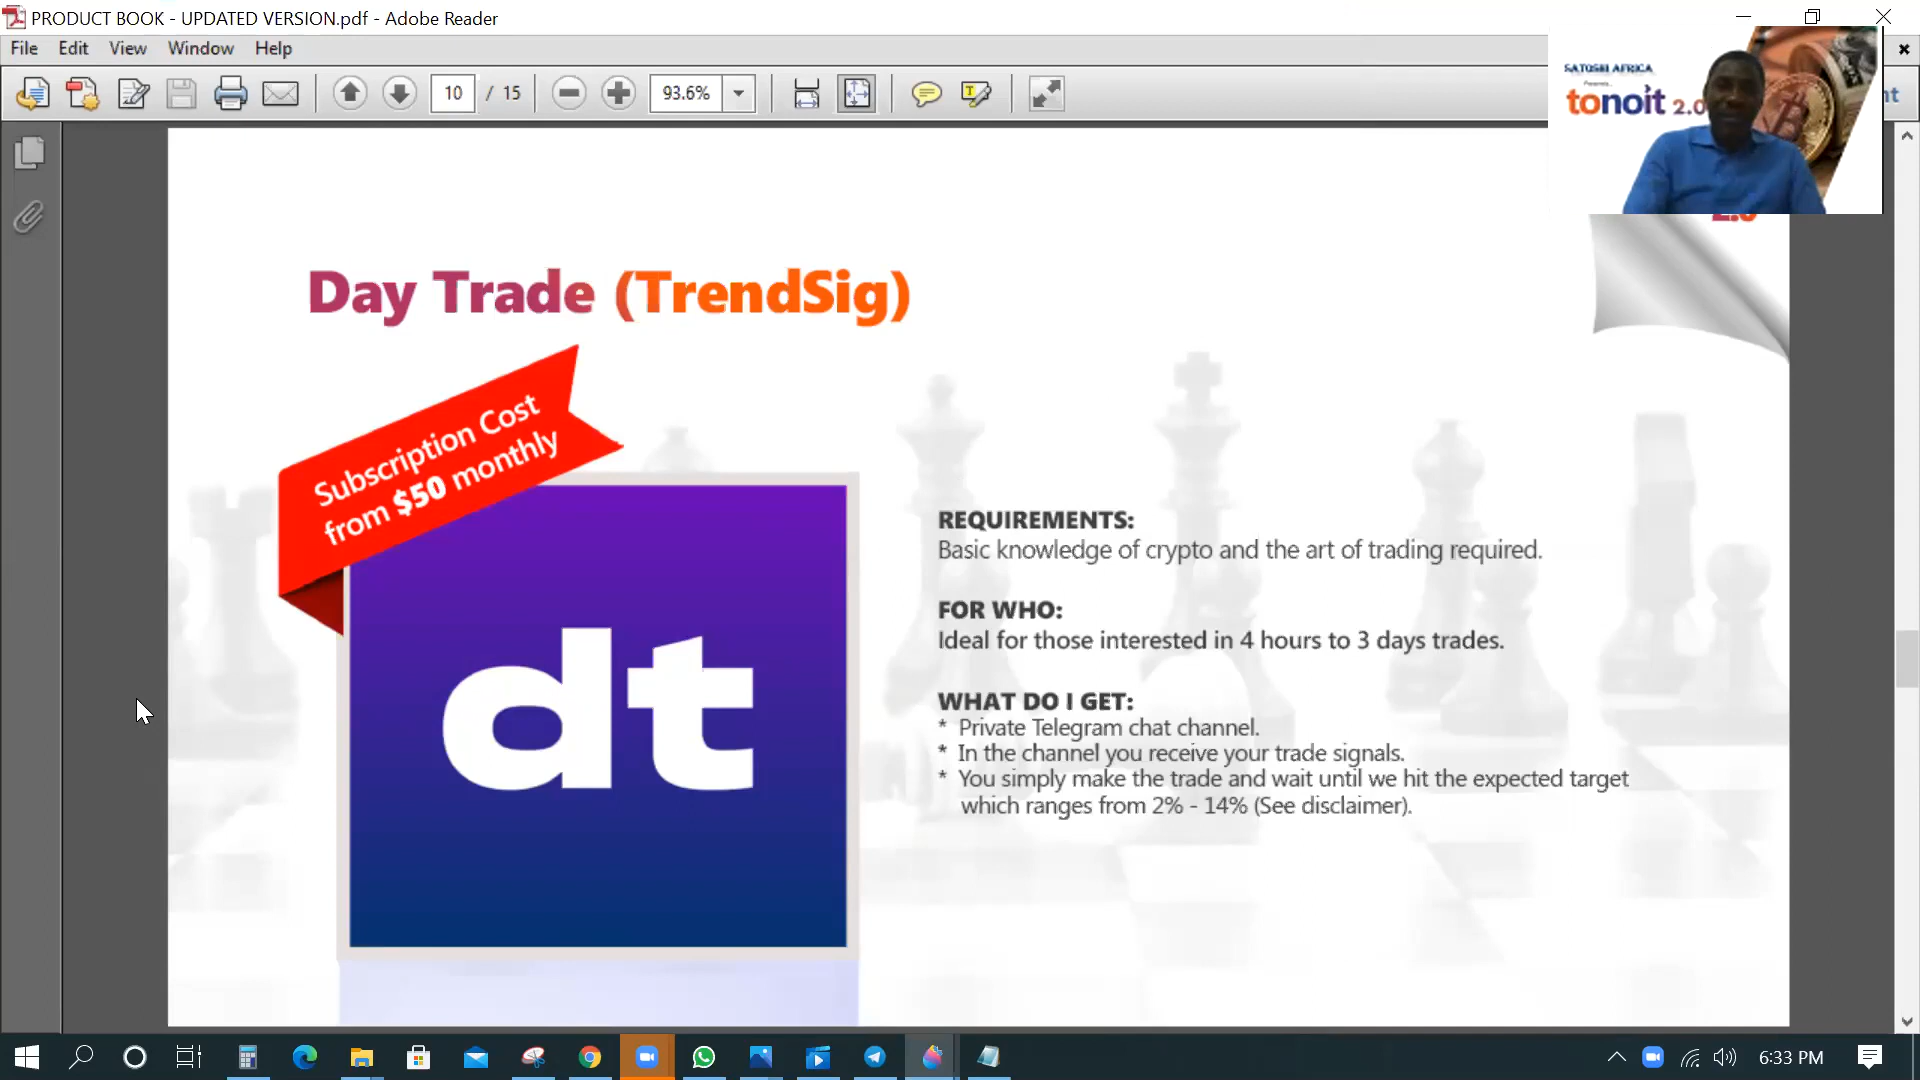 PRODUCT BOOK - UPDATED VERSION.pdf - Adobe Reader
File Edit View Window Help
10 / 15 93.6%
nt
SATOSHI AFRICA
Presents...
tonoit 2.0
2.0
Day Trade (TrendSig)
Subscription Cost
from $50 monthly
dt
REQUIREMENTS:
Basic knowledge of crypto and the art of trading required.
FOR WHO:
Ideal for those interested in 4 hours to 3 days trades.
WHAT DO I GET:
* Private Telegram chat channel.
* In the channel you receive your trade signals.
* You simply make the trade and wait until we hit the expected target
which ranges from 2% - 14% (See disclaimer).
6:33 PM